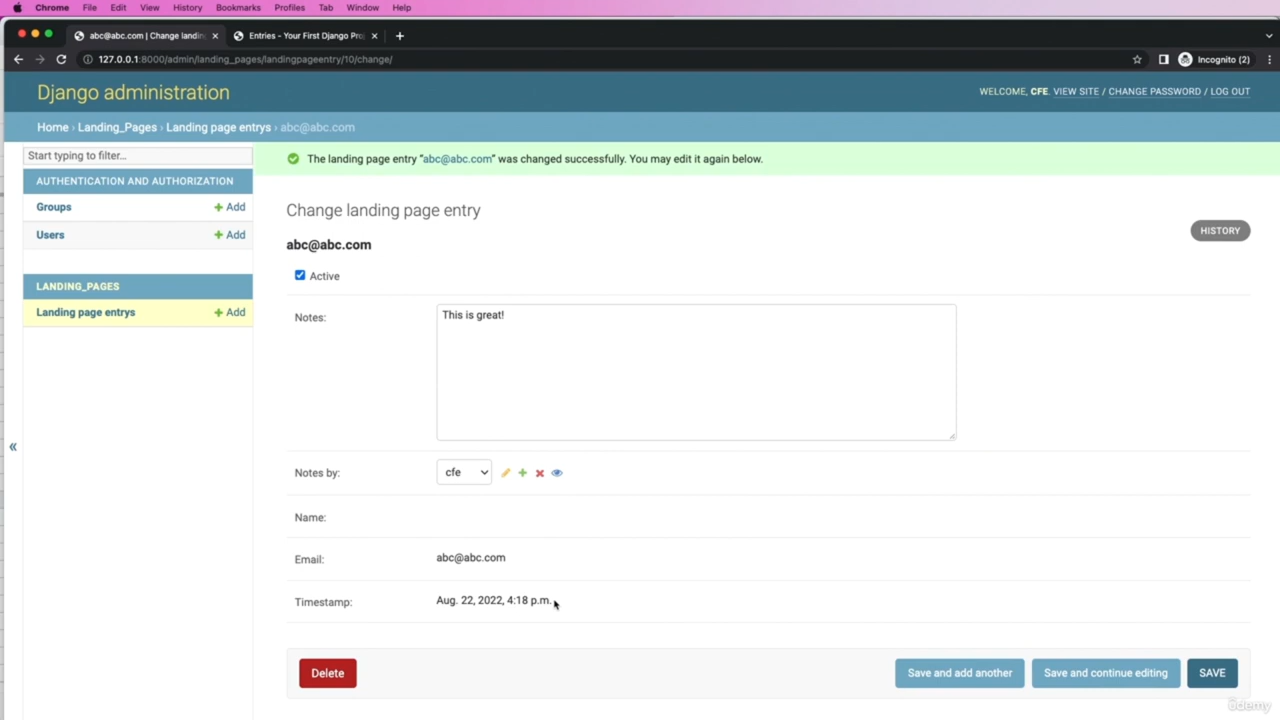 Chrome File Edit View History Bookmarks Profiles Tab Window Help
abc@abc.com | Change landin
Entries - Your First Django Pro
127.0.0.1:8000/admin/landing_pages/landingpageentry/10/change/
Incognito (2)
Django administration
WELCOME, CFE. VIEW SITE / CHANGE PASSWORD / LOG OUT
Home › Landing_Pages › Landing page entrys › abc@abc.com
Start typing to filter...
The landing page entry “abc@abc.com” was changed successfully. You may edit it again below.
AUTHENTICATION AND AUTHORIZATION
Groups + Add
Users + Add
LANDING_PAGES
Landing page entrys + Add
«
Change landing page entry
HISTORY
abc@abc.com
Active
Notes: This is great!
Notes by: cfe
Name:
Email: abc@abc.com
Timestamp: Aug. 22, 2022, 4:18 p.m.
Delete Save and add another Save and continue editing SAVE
ûdemy